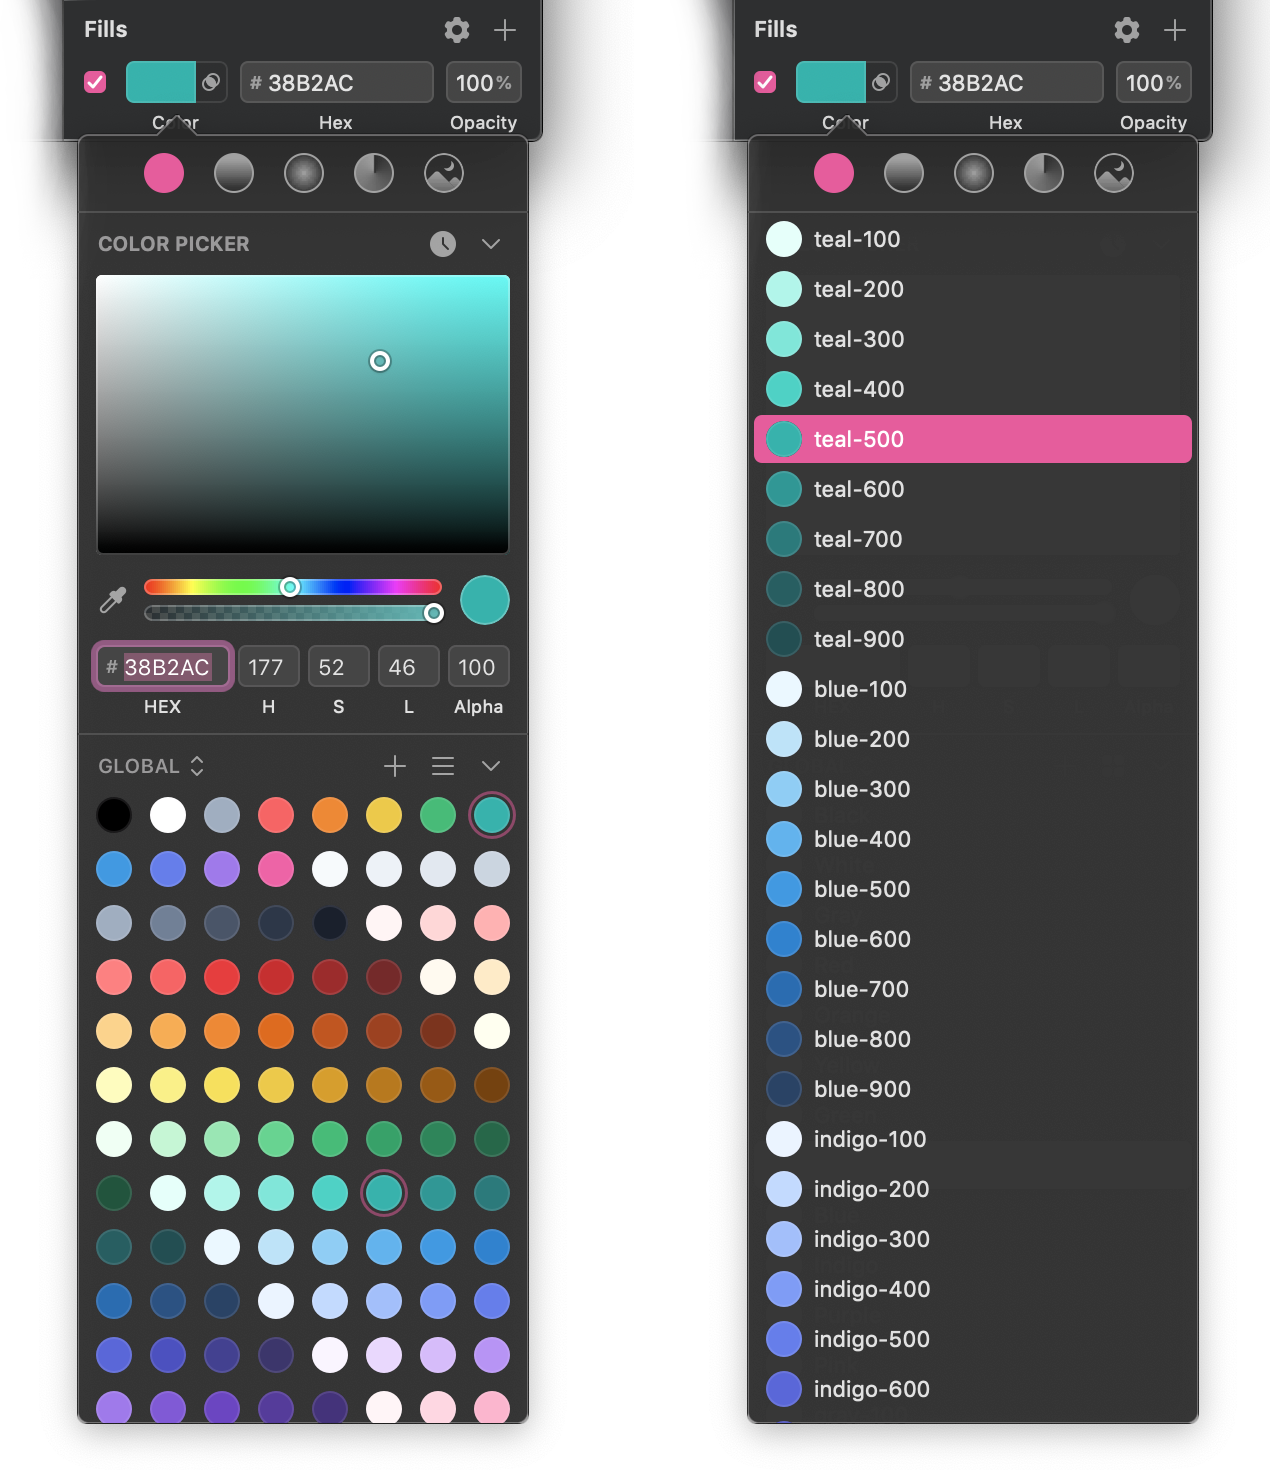 Fills
# 38B2AC 100%
Color Hex Opacity
COLOR PICKER
# 38B2AC 177 52 46 100
HEX H S L Alpha
GLOBAL
Fills
# 38B2AC 100%
Color Hex Opacity
teal-100
teal-200
teal-300
teal-400
teal-500
teal-600
teal-700
teal-800
teal-900
blue-100
blue-200
blue-300
blue-400
blue-500
blue-600
blue-700
blue-800
blue-900
indigo-100
indigo-200
indigo-300
indigo-400
indigo-500
indigo-600